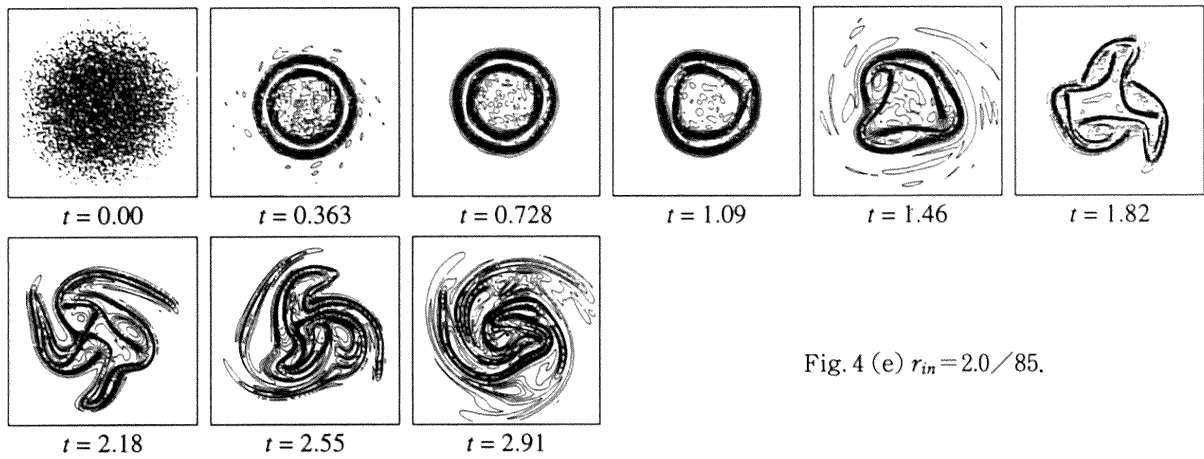 t = 0.00
t = 0.363
t = 0.728
t = 1.09
t = 1.46
t = 1.82
t = 2.18
t = 2.55
t = 2.91
Fig. 4 (e) r_in = 2.0/85.